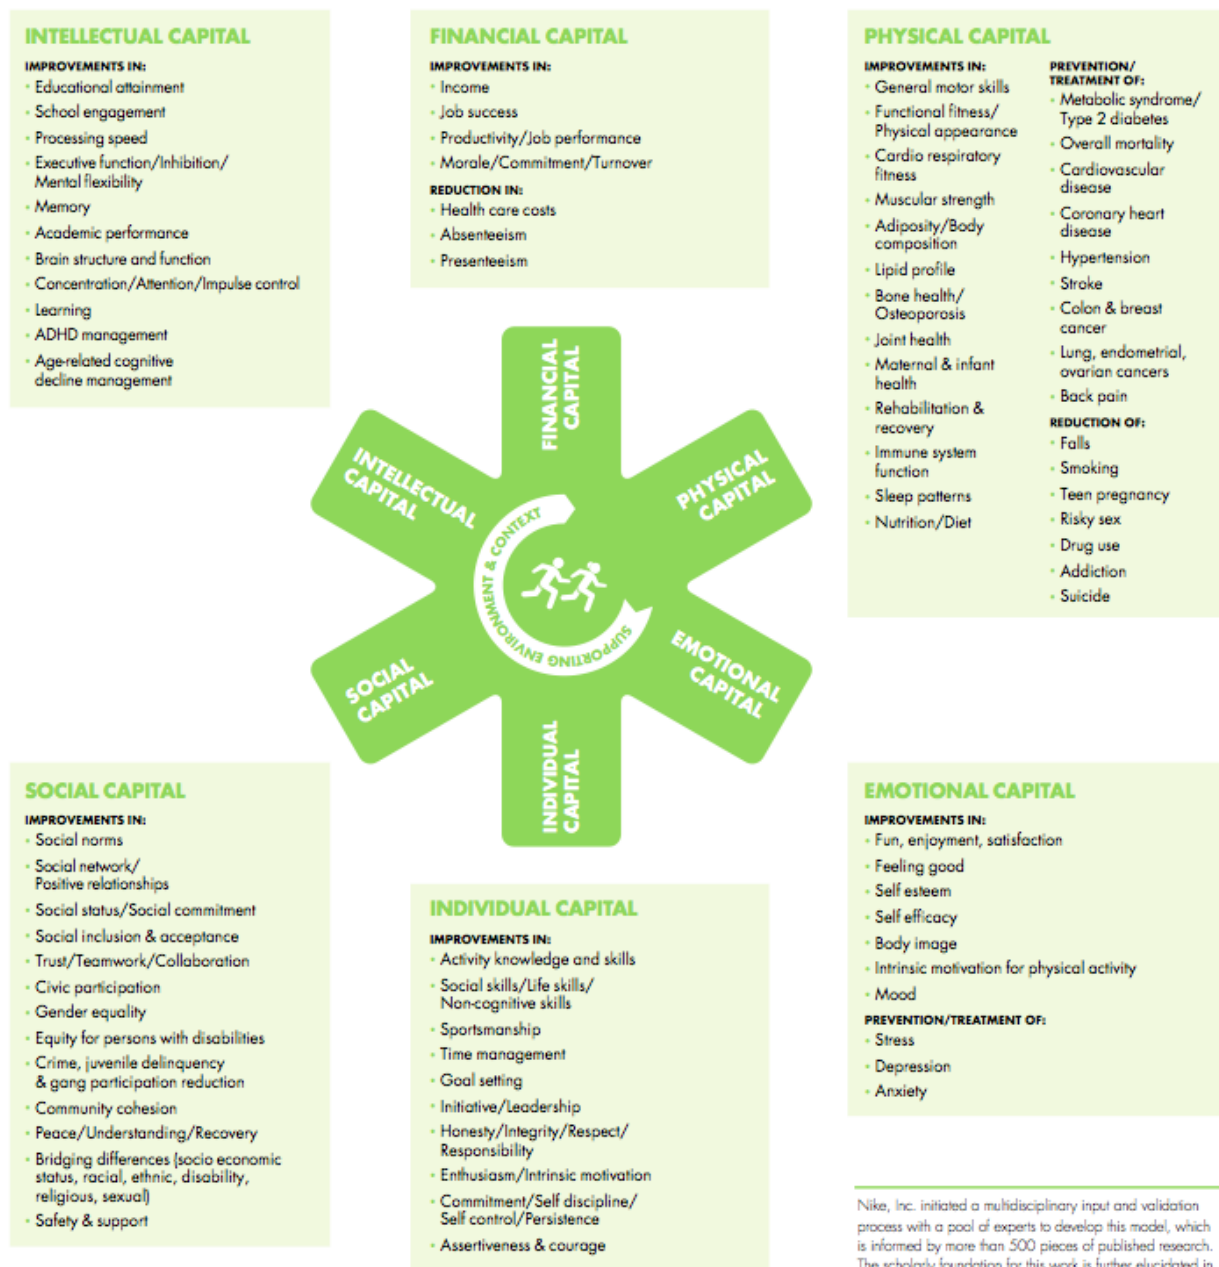 INTELLECTUAL CAPITAL
IMPROVEMENTS IN:
• Educational attainment
• School engagement
• Processing speed
• Executive function/Inhibition/
Mental flexibility
• Memory
• Academic performance
• Brain structure and function
• Concentration/Attention/Impulse control
• Learning
• ADHD management
• Age-related cognitive
decline management
FINANCIAL CAPITAL
IMPROVEMENTS IN:
• Income
• Job success
• Productivity/Job performance
• Morale/Commitment/Turnover
REDUCTION IN:
• Health care costs
• Absenteeism
• Presenteeism
PHYSICAL CAPITAL
IMPROVEMENTS IN:
• General motor skills
• Functional fitness/
Physical appearance
• Cardio respiratory
fitness
• Muscular strength
• Adiposity/Body
composition
• Lipid profile
• Bone health/
Osteoporosis
• Joint health
• Maternal & infant
health
• Rehabilitation &
recovery
• Immune system
function
• Sleep patterns
• Nutrition/Diet
PREVENTION/
TREATMENT OF:
• Metabolic syndrome/
Type 2 diabetes
• Overall mortality
• Cardiovascular
disease
• Coronary heart
disease
• Hypertension
• Stroke
• Colon & breast
cancer
• Lung, endometrial,
ovarian cancers
• Back pain
REDUCTION OF:
• Falls
• Smoking
• Teen pregnancy
• Risky sex
• Drug use
• Addiction
• Suicide
FINANCIAL
CAPITAL
INTELLECTUAL
CAPITAL
PHYSICAL
CAPITAL
SUPPORTING ENVIRONMENT & CONTEXT
SOCIAL
CAPITAL
EMOTIONAL
CAPITAL
INDIVIDUAL
CAPITAL
SOCIAL CAPITAL
IMPROVEMENTS IN:
• Social norms
• Social network/
Positive relationships
• Social status/Social commitment
• Social inclusion & acceptance
• Trust/Teamwork/Collaboration
• Civic participation
• Gender equality
• Equity for persons with disabilities
• Crime, juvenile delinquency
& gang participation reduction
• Community cohesion
• Peace/Understanding/Recovery
• Bridging differences (socio economic
status, racial, ethnic, disability,
religious, sexual)
• Safety & support
INDIVIDUAL CAPITAL
IMPROVEMENTS IN:
• Activity knowledge and skills
• Social skills/Life skills/
Non-cognitive skills
• Sportsmanship
• Time management
• Goal setting
• Initiative/Leadership
• Honesty/Integrity/Respect/
Responsibility
• Enthusiasm/Intrinsic motivation
• Commitment/Self discipline/
Self control/Persistence
• Assertiveness & courage
EMOTIONAL CAPITAL
IMPROVEMENTS IN:
• Fun, enjoyment, satisfaction
• Feeling good
• Self esteem
• Self efficacy
• Body image
• Intrinsic motivation for physical activity
• Mood
PREVENTION/TREATMENT OF:
• Stress
• Depression
• Anxiety
Nike, Inc. initiated a multidisciplinary input and validation
process with a pool of experts to develop this model, which
is informed by more than 500 pieces of published research.
The scholarly foundation for this work is further elucidated in